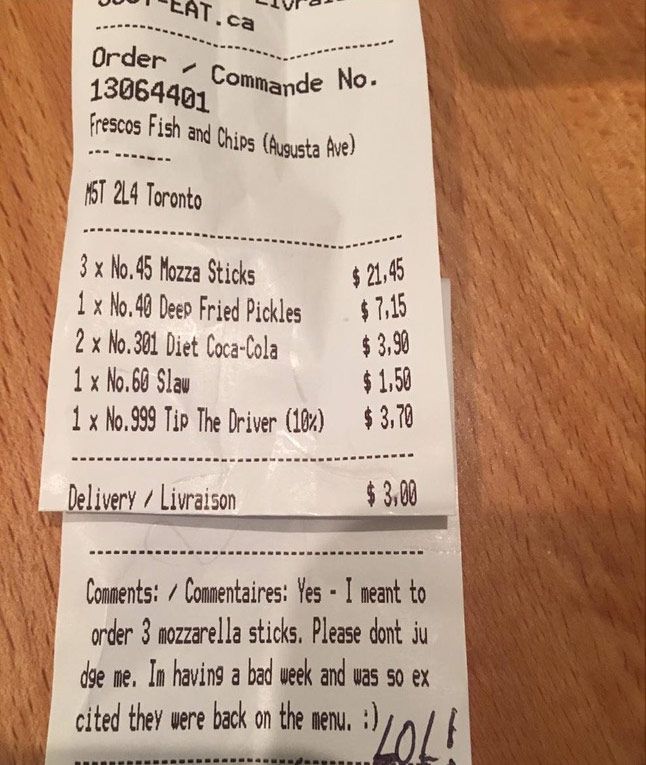 EAT.ca
Order / Commande No.
13064401
Frescos Fish and Chips (Augusta Ave)
M5T 2L4 Toronto
3 x No.45 Mozza Sticks $ 21,45
1 x No.40 Deep Fried Pickles $ 7,15
2 x No.301 Diet Coca-Cola $ 3,90
1 x No.60 Slaw $ 1,50
1 x No.999 Tip The Driver (10%) $ 3,70
Delivery / Livraison $ 3,00
Comments: / Commentaires: Yes - I meant to
order 3 mozzarella sticks. Please dont ju
dge me. Im having a bad week and was so ex
cited they were back on the menu. :)
LOL!